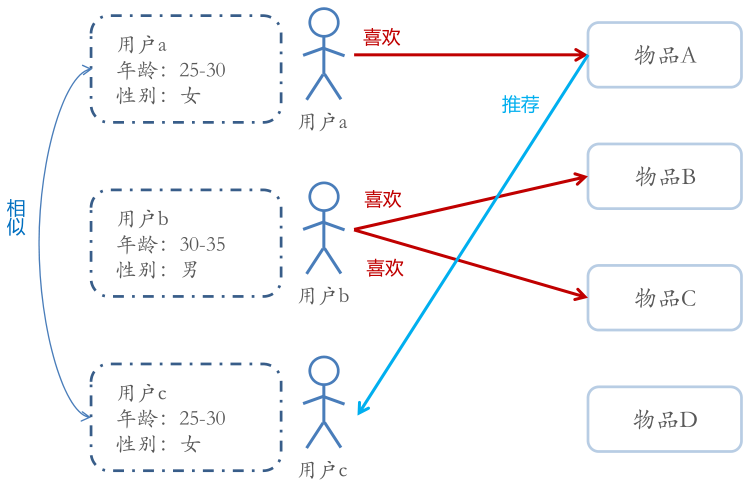 用户a
年龄：25-30
性别：女
用户a
喜欢
物品A
推荐
相似
用户b
年龄：30-35
性别：男
用户b
喜欢
喜欢
物品B
物品C
用户c
年龄：25-30
性别：女
用户c
物品D